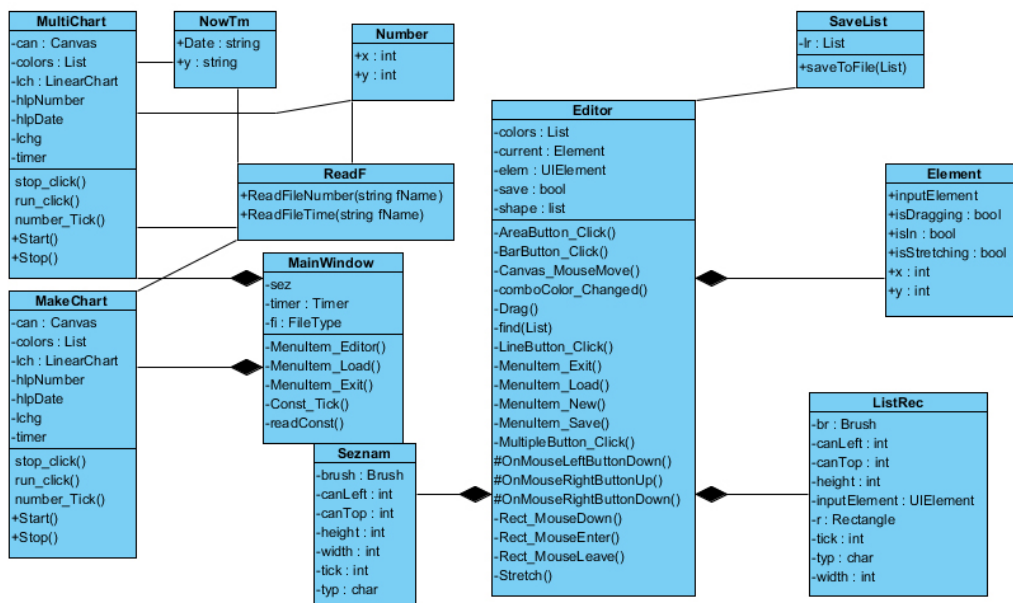 MultiChart
-can : Canvas
-colors : List
-lch : LinearChart
-hlpNumber
-hlpDate
-lchg
-timer
stop_click()
run_click()
number_Tick()
+Start()
+Stop()
NowTm
+Date : string
+y : string
Number
+x : int
+y : int
SaveList
-lr : List
+saveToFile(List)
ReadF
+ReadFileNumber(string fName)
+ReadFileTime(string fName)
Editor
-colors : List
-current : Element
-elem : UIElement
-save : bool
-shape : list
-AreaButton_Click()
-BarButton_Click()
-Canvas_MouseMove()
-comboColor_Changed()
-Drag()
-find(List)
-LineButton_Click()
-MenuItem_Exit()
-MenuItem_Load()
-MenuItem_New()
-MenuItem_Save()
-MultipleButton_Click()
#OnMouseLeftButtonDown()
#OnMouseRightButtonUp()
#OnMouseRightButtonDown()
-Rect_MouseDown()
-Rect_MouseEnter()
-Rect_MouseLeave()
-Stretch()
Element
+inputElement
+isDragging : bool
+isIn : bool
+isStretching : bool
+x : int
+y : int
MainWindow
-sez
-timer : Timer
-fi : FileType
-MenuItem_Editor()
-MenuItem_Load()
-MenuItem_Exit()
-Const_Tick()
-readConst()
MakeChart
-can : Canvas
-colors : List
-lch : LinearChart
-hlpNumber
-hlpDate
-lchg
-timer
stop_click()
run_click()
number_Tick()
+Start()
+Stop()
Seznam
-brush : Brush
-canLeft : int
-canTop : int
-height : int
-width : int
-tick : int
-typ : char
ListRec
-br : Brush
-canLeft : int
-canTop : int
-height : int
-inputElement : UIElement
-r : Rectangle
-tick : int
-typ : char
-width : int